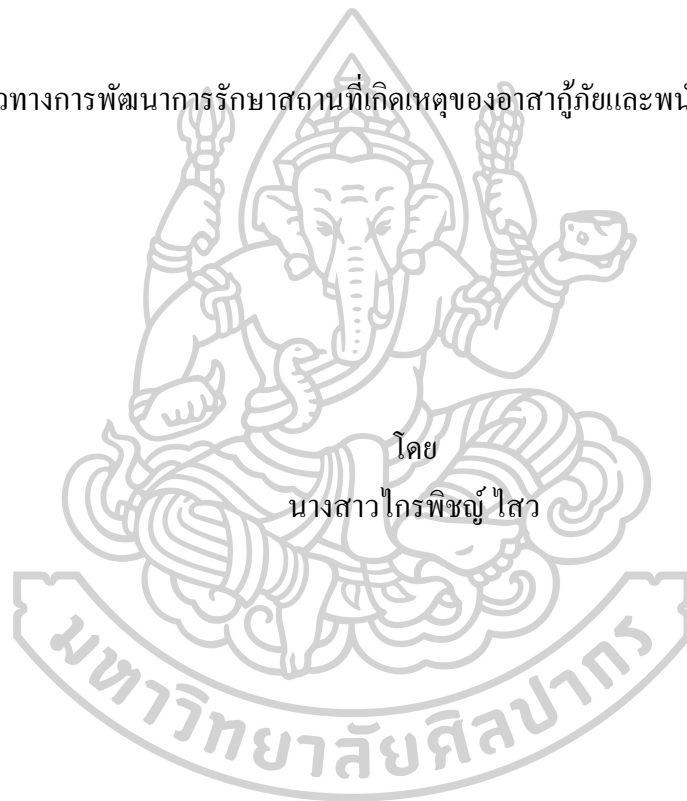 ทางการพัฒนาการรักษาสถานที่เกิดเหตุของอาสากู้ภัยและ
โดย
นางสาวไกรพิชญ์ ไสว
มหาวิทยาลัยศิลปากร